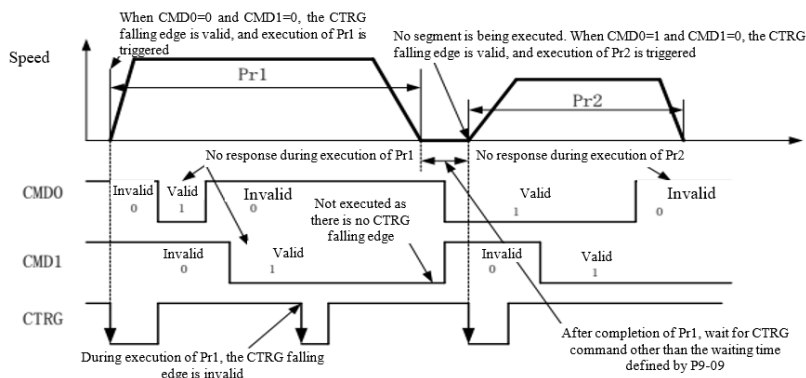 When CMD0=0 and CMD1=0, the CTRG
falling edge is valid, and execution of Pr1 is
triggered
No segment is being executed. When CMD0=1 and CMD1=0, the CTRG
falling edge is valid, and execution of Pr2 is triggered
Speed
Pr1
Pr2
No response during execution of Pr1
No response during execution of Pr2
CMD0
Invalid
0
Valid
1
Invalid
0
Valid
1
Invalid
0
Not executed as
there is no CTRG
falling edge
CMD1
Invalid
0
Valid
1
Invalid
0
Valid
1
CTRG
During execution of Pr1, the CTRG falling
edge is invalid
After completion of Pr1, wait for CTRG
command other than the waiting time
defined by P9-09